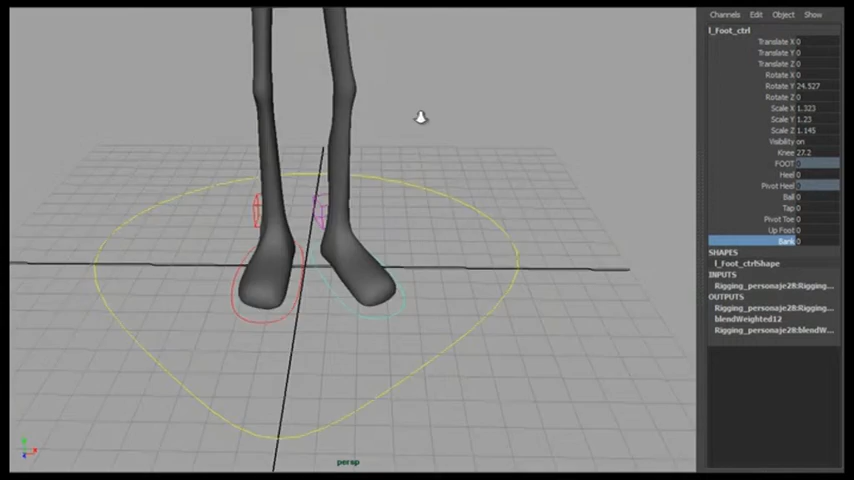 Channels Edit Object Show
l_Foot_ctrl
Translate X 0
Translate Y 0
Translate Z 0
Rotate X 0
Rotate Y 24.527
Rotate Z 0
Scale X 1.323
Scale Y 1.23
Scale Z 1.145
Visibility on
Knee 27.2
FOOT 0
Heel 0
Pivot Heel 0
Ball 0
Tap 0
Pivot Toe 0
Up Foot 0
Bank 0
SHAPES
l_Foot_ctrlShape
INPUTS
Rigging_personaje28:Rigging...
OUTPUTS
Rigging_personaje28:Rigging...
blendWeighted12
Rigging_personaje28:blendW...
persp